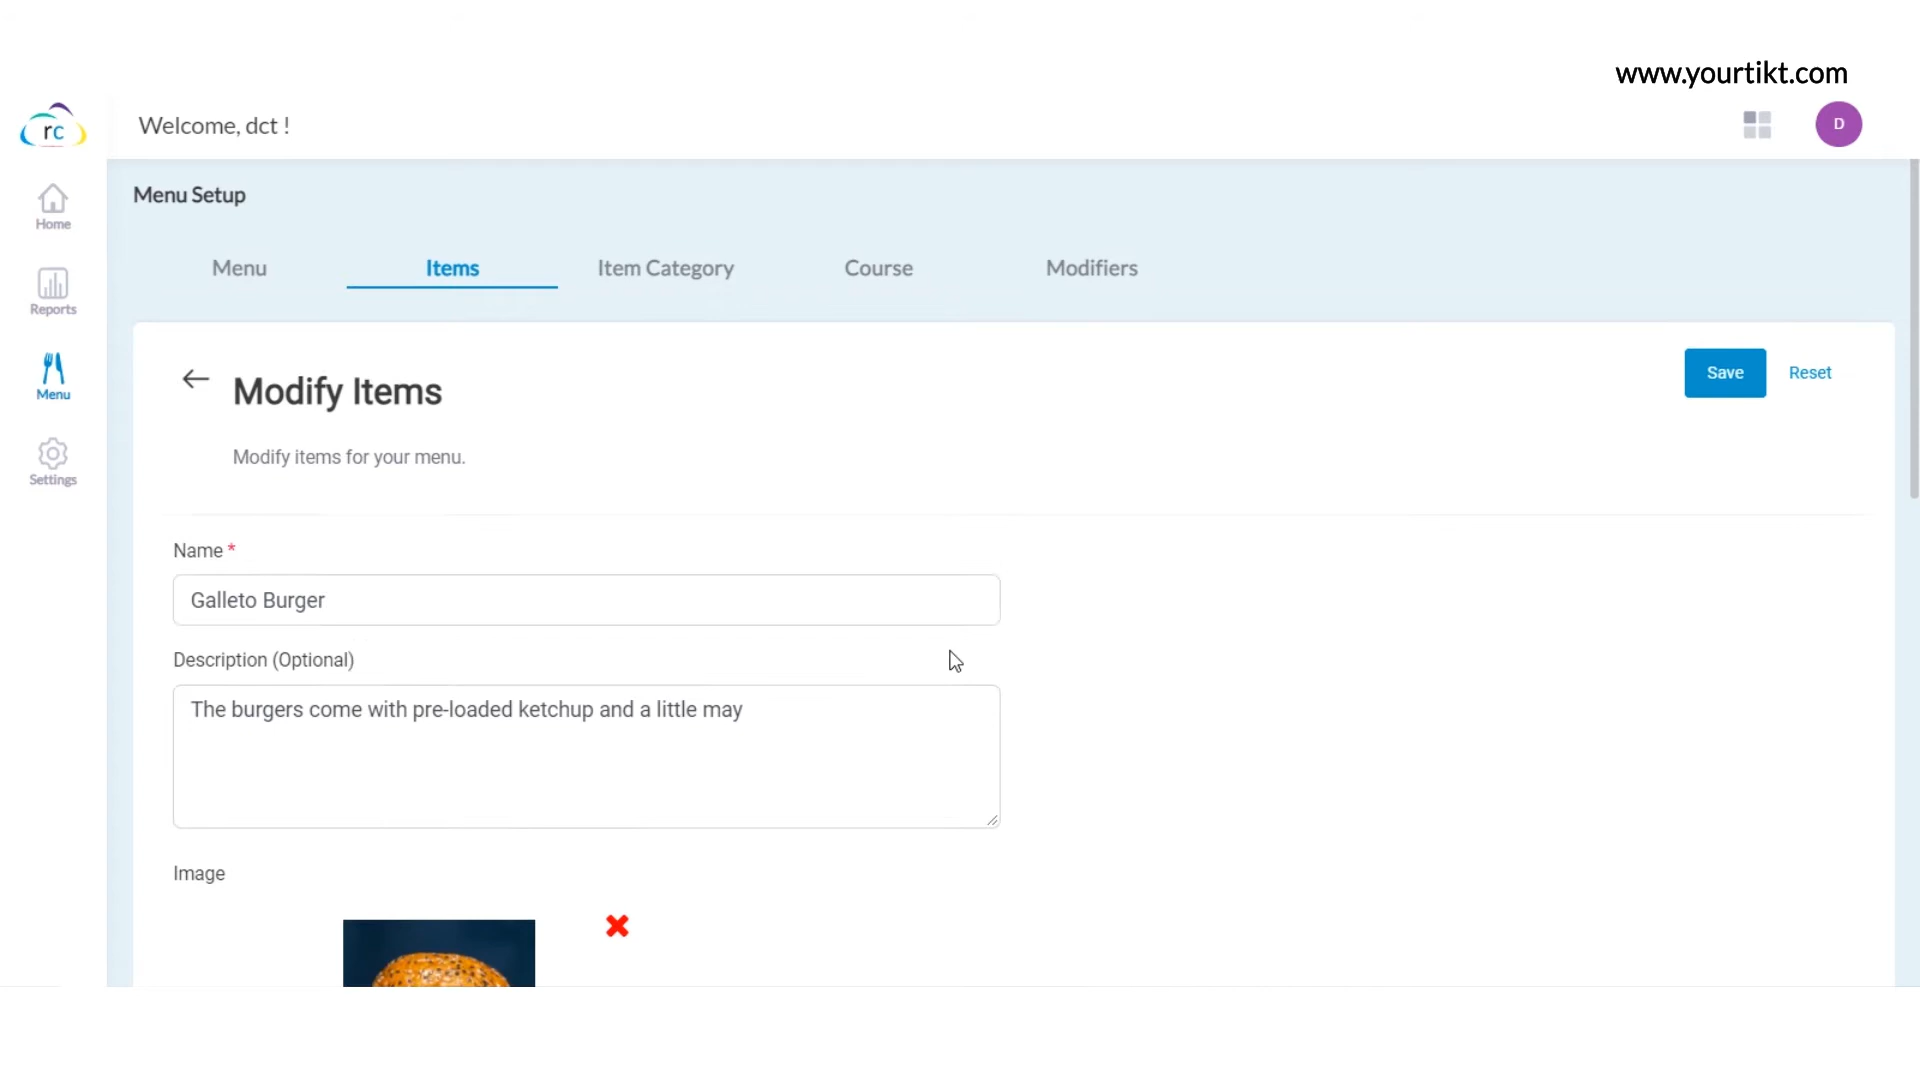 www.yourtikt.com
rc
Welcome, dct !
D
Home
Reports
Menu
Settings
Menu Setup
Menu
Items
Item Category
Course
Modifiers
Modify Items
Save
Reset
Modify items for your menu.
Name *
Galleto Burger
Description (Optional)
The burgers come with pre-loaded ketchup and a little may
Image